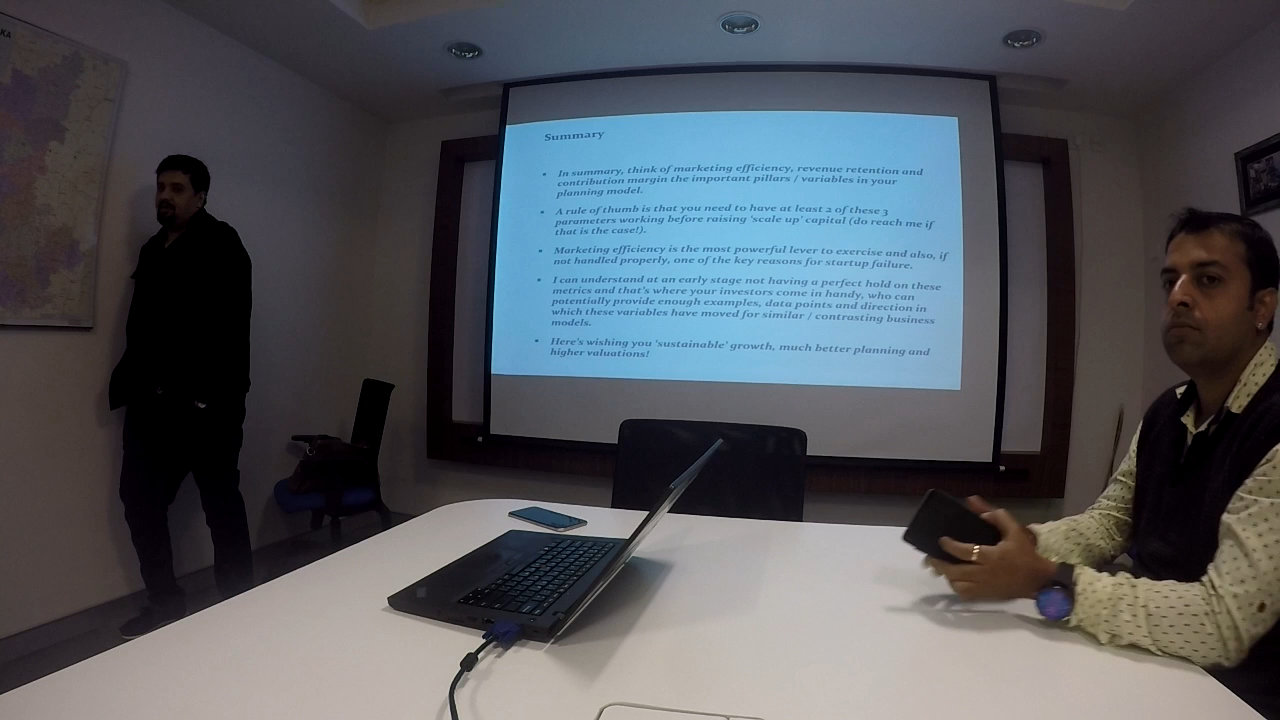 KA
Summary
In summary, think of marketing efficiency, revenue retention and
contribution margin the important pillars / variables in your
planning model.
A rule of thumb is that you need to have at least 2 of these 3
parameters working before raising 'scale up' capital (do reach me if
that is the case!).
Marketing efficiency is the most powerful lever to exercise and also, if
not handled properly, one of the key reasons for startup failure.
I can understand at an early stage not having a perfect hold on these
metrics and that's where your investors come in handy, who can
potentially provide enough examples, data points and direction in
which these variables have moved for similar / contrasting business
models.
Here's wishing you 'sustainable' growth, much better planning and
higher valuations!